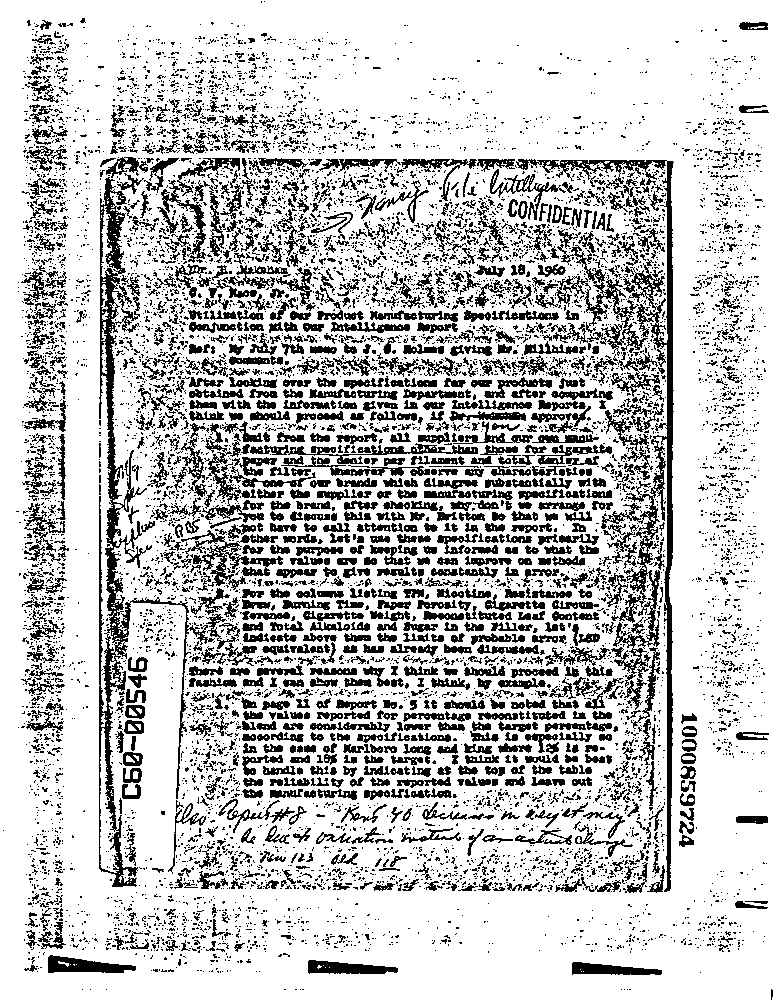 File Intelligence
CONFIDENTIAL
Dr. R. Makanan July 18, 1960
C. V. Mace, Jr.
Utilization of Our Product Manufacturing Specifications in
Conjunction with Our Intelligence Report
Ref: My July 7th memo to J. C. Holmes giving Mr. Millhiser's
comments.
After looking over the specifications for our products just
obtained from the Manufacturing Department, and after comparing
them with the information given in our Intelligence Reports, I
think we should proceed as follows, if you approved.
1. Omit from the report, all suppliers and our own manu-
facturing specifications other than those for cigarette
paper and the denier per filament and total denier of
the filter. Whenever we observe any characteristics
of one of our brands which disagree substantially with
either the supplier or the manufacturing specifications
for the brand, after checking, why don't we arrange for
you to discuss this with Mr. Britton so that we will
not have to call attention to it in the report. In
other words, let's use these specifications primarily
for the purpose of keeping us informed as to what the
target values are so that we can improve on methods
that appear to give results constantly in error.
2. For the columns listing TPM, Nicotine, Resistance to
Draw, Burning Time, Paper Porosity, Cigarette Circum-
ference, Cigarette Weight, Reconstituted Leaf Content
and Total Alkaloids and Sugar in the Filler, let's
indicate above them the limits of probable error (LSD
or equivalent) as has already been discussed.
There are several reasons why I think we should proceed in this
fashion and I can show them best, I think, by example.
1. On page 11 of Report No. 5 it should be noted that all
the values reported for percentage reconstituted in the
blend are considerably lower than the target percentage,
according to the specifications. This is especially so
in the case of Marlboro long and king where 12% is re-
ported and 18% is the target. I think it would be best
to handle this by indicating at the top of the table
the reliability of the reported values and leave out
the manufacturing specification.
Also Report #8 - Kent 40 decrease in weight may
be due to variation instead of an actual change
New 123 old 118
C60-00546
1000859724